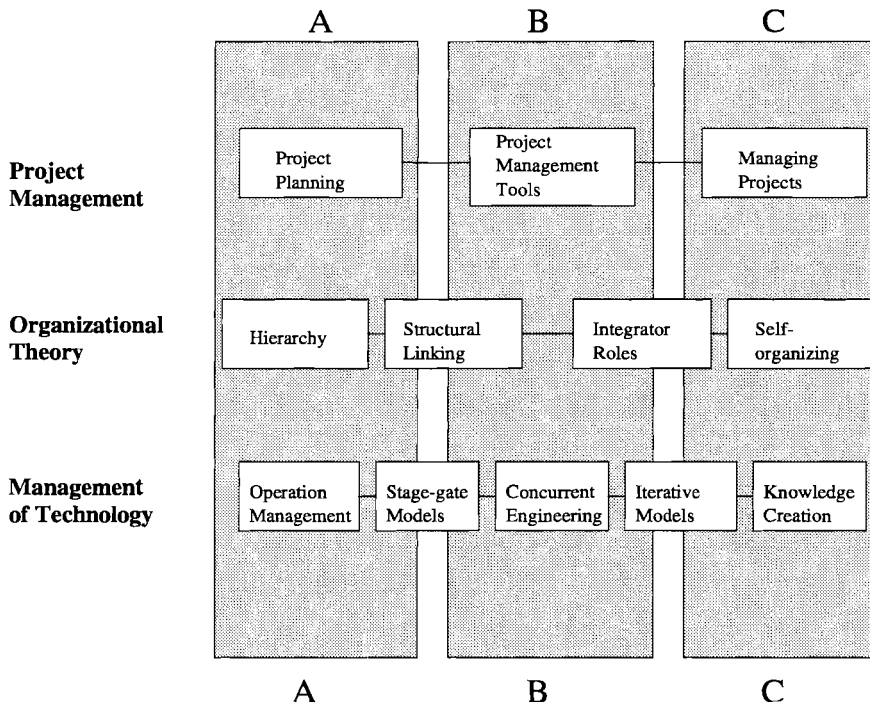 A B C
Project
Management
Project
Planning
Project
Management
Tools
Managing
Projects
Organizational
Theory
Hierarchy
Structural
Linking
Integrator
Roles
Self-
organizing
Management
of Technology
Operation
Management
Stage-gate
Models
Concurrent
Engineering
Iterative
Models
Knowledge
Creation
A B C